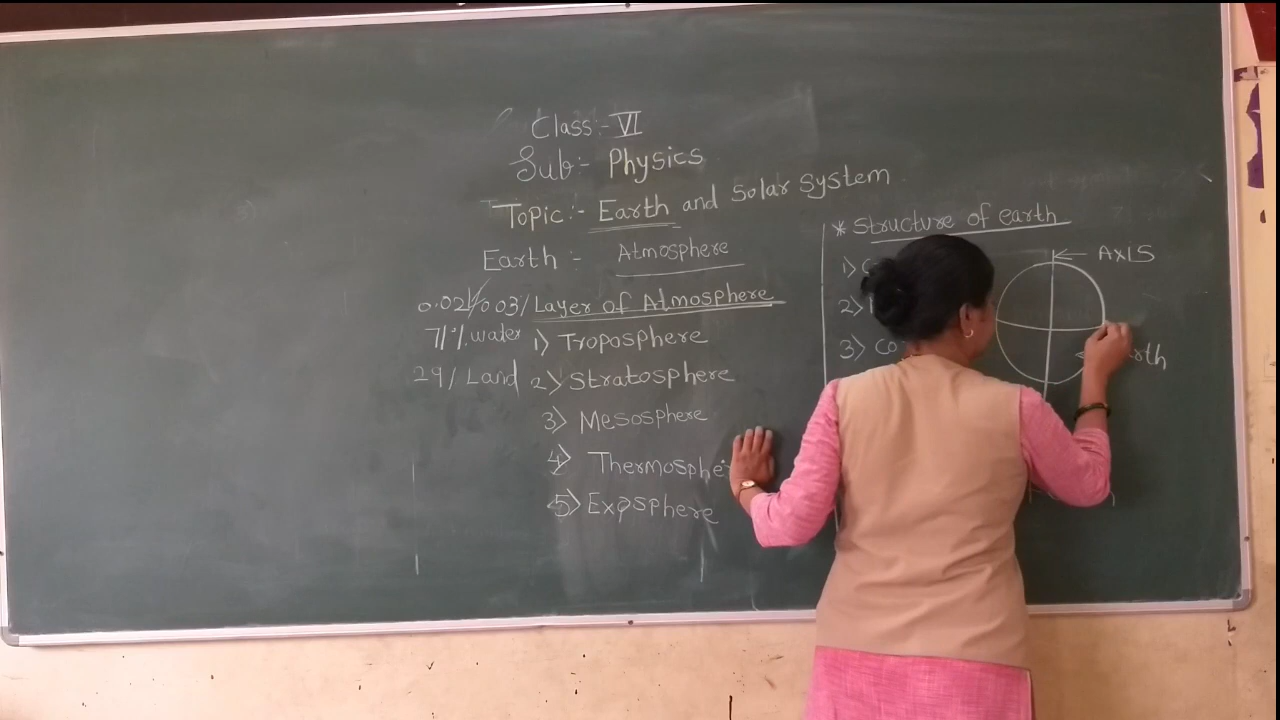 Class:- VI
Sub:- Physics
Topic:- Earth and Solar System
Earth :- Atmosphere
0.02 / 0.03 / Layer of Atmosphere
71% water 1) Troposphere
29 / Land 2) Stratosphere
3) Mesosphere
4) Thermosphe
5) Exosphere
* Structure of earth
1)
2)
3) Co
Axis
rth